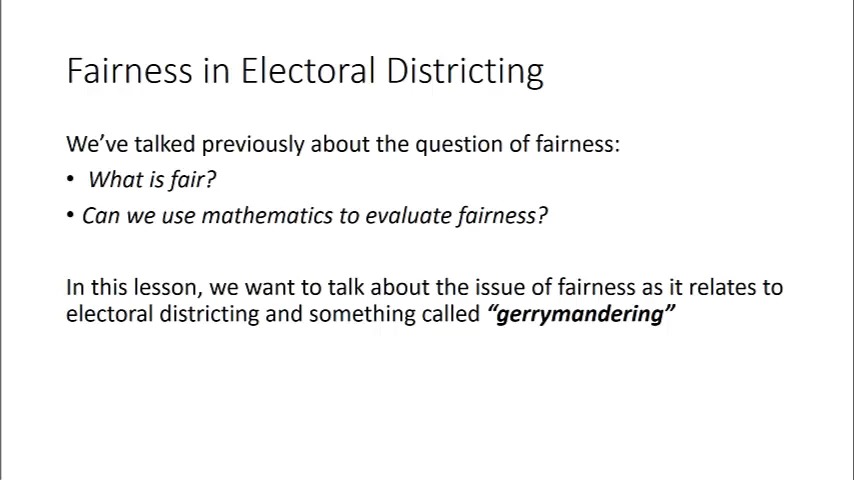 Fairness in Electoral Districting
We’ve talked previously about the question of fairness:
• What is fair?
• Can we use mathematics to evaluate fairness?
In this lesson, we want to talk about the issue of fairness as it relates to
electoral districting and something called “gerrymandering”